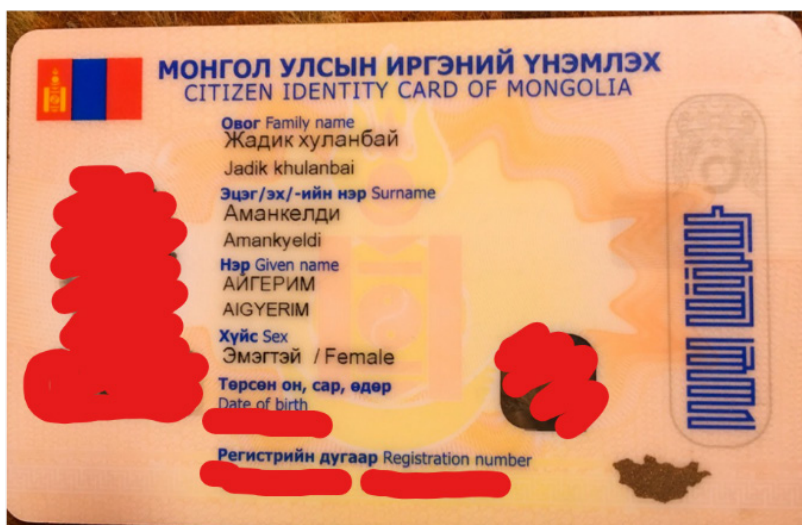 МОНГОЛ УЛСЫН ИРГЭНИЙ ҮНЭМЛЭХ
CITIZEN IDENTITY CARD OF MONGOLIA
Овог Family name
Жадик хуланбай
Jadik khulanbai
Эцэг/эх/-ийн нэр Surname
Аманкелди
Amankyeldi
Нэр Given name
АЙГЕРИМ
AIGYERIM
Хүйс Sex
Эмэгтэй / Female
Төрсөн он, сар, өдөр
Date of birth
Регистрийн дугаар Registration number